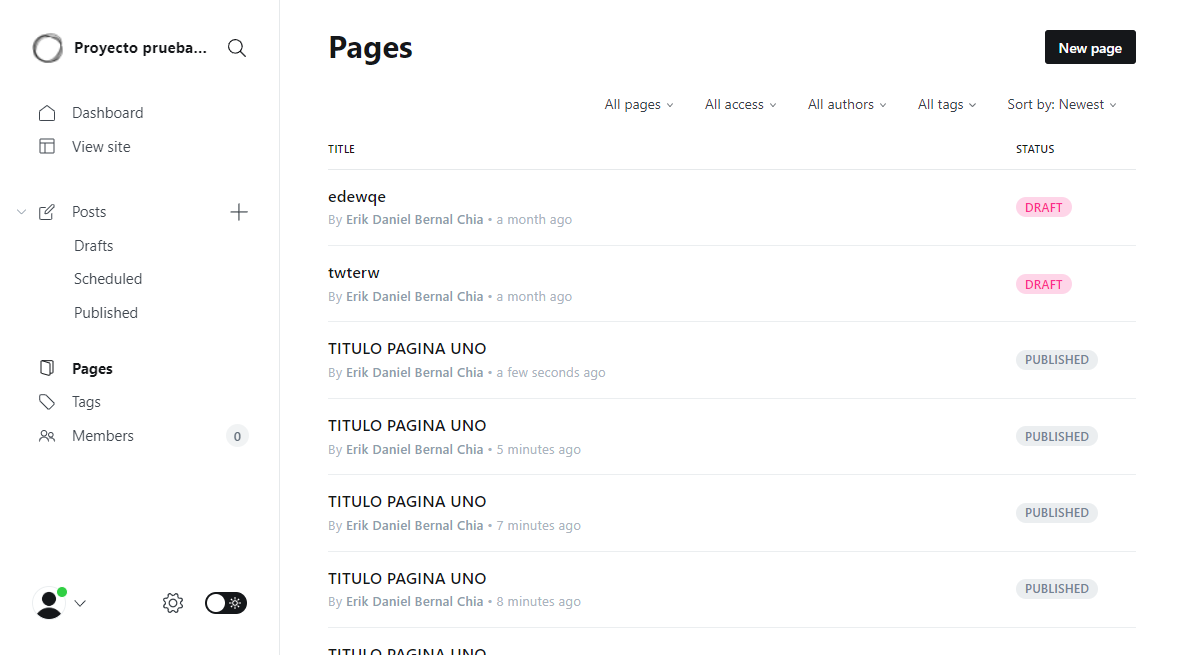 Proyecto prueba...
Dashboard
View site
Posts
Drafts
Scheduled
Published
Pages
Tags
Members 0
Pages
New page
All pages All access All authors All tags Sort by: Newest
TITLE STATUS
edewqe
By Erik Daniel Bernal Chia • a month ago
DRAFT
twterw
By Erik Daniel Bernal Chia • a month ago
DRAFT
TITULO PAGINA UNO
By Erik Daniel Bernal Chia • a few seconds ago
PUBLISHED
TITULO PAGINA UNO
By Erik Daniel Bernal Chia • 5 minutes ago
PUBLISHED
TITULO PAGINA UNO
By Erik Daniel Bernal Chia • 7 minutes ago
PUBLISHED
TITULO PAGINA UNO
By Erik Daniel Bernal Chia • 8 minutes ago
PUBLISHED
TITULO PAGINA UNO